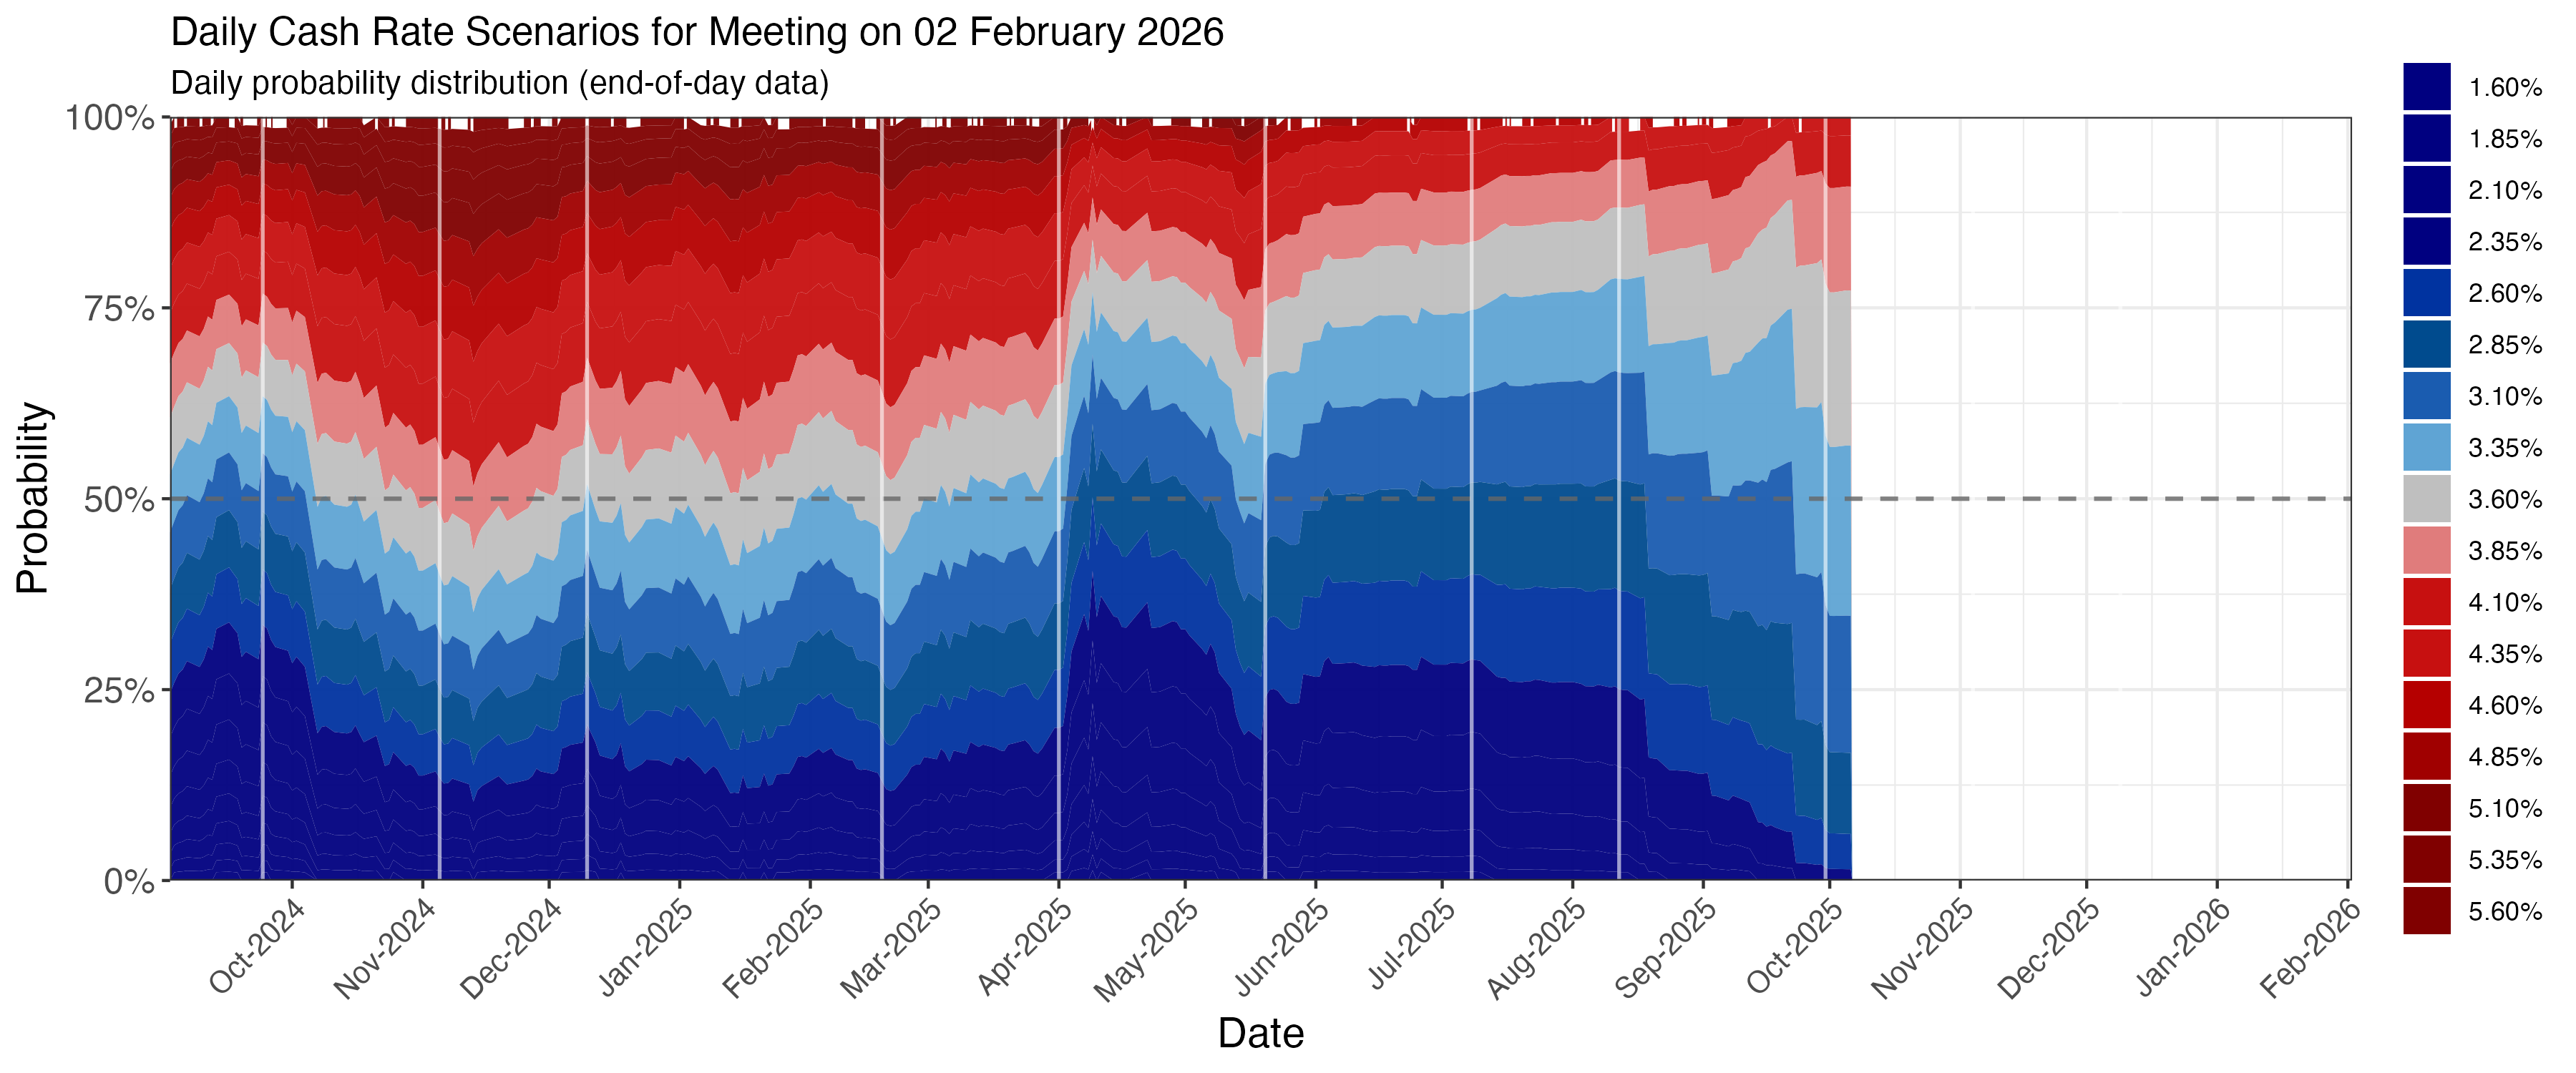 Daily Cash Rate Scenarios for Meeting on 02 February 2026
Daily probability distribution (end-of-day data)
Probability
100%
75%
50%
25%
0%
Oct-2024
Nov-2024
Dec-2024
Jan-2025
Feb-2025
Mar-2025
Apr-2025
May-2025
Jun-2025
Jul-2025
Aug-2025
Sep-2025
Oct-2025
Nov-2025
Dec-2025
Jan-2026
Feb-2026
Date
1.60%
1.85%
2.10%
2.35%
2.60%
2.85%
3.10%
3.35%
3.60%
3.85%
4.10%
4.35%
4.60%
4.85%
5.10%
5.35%
5.60%